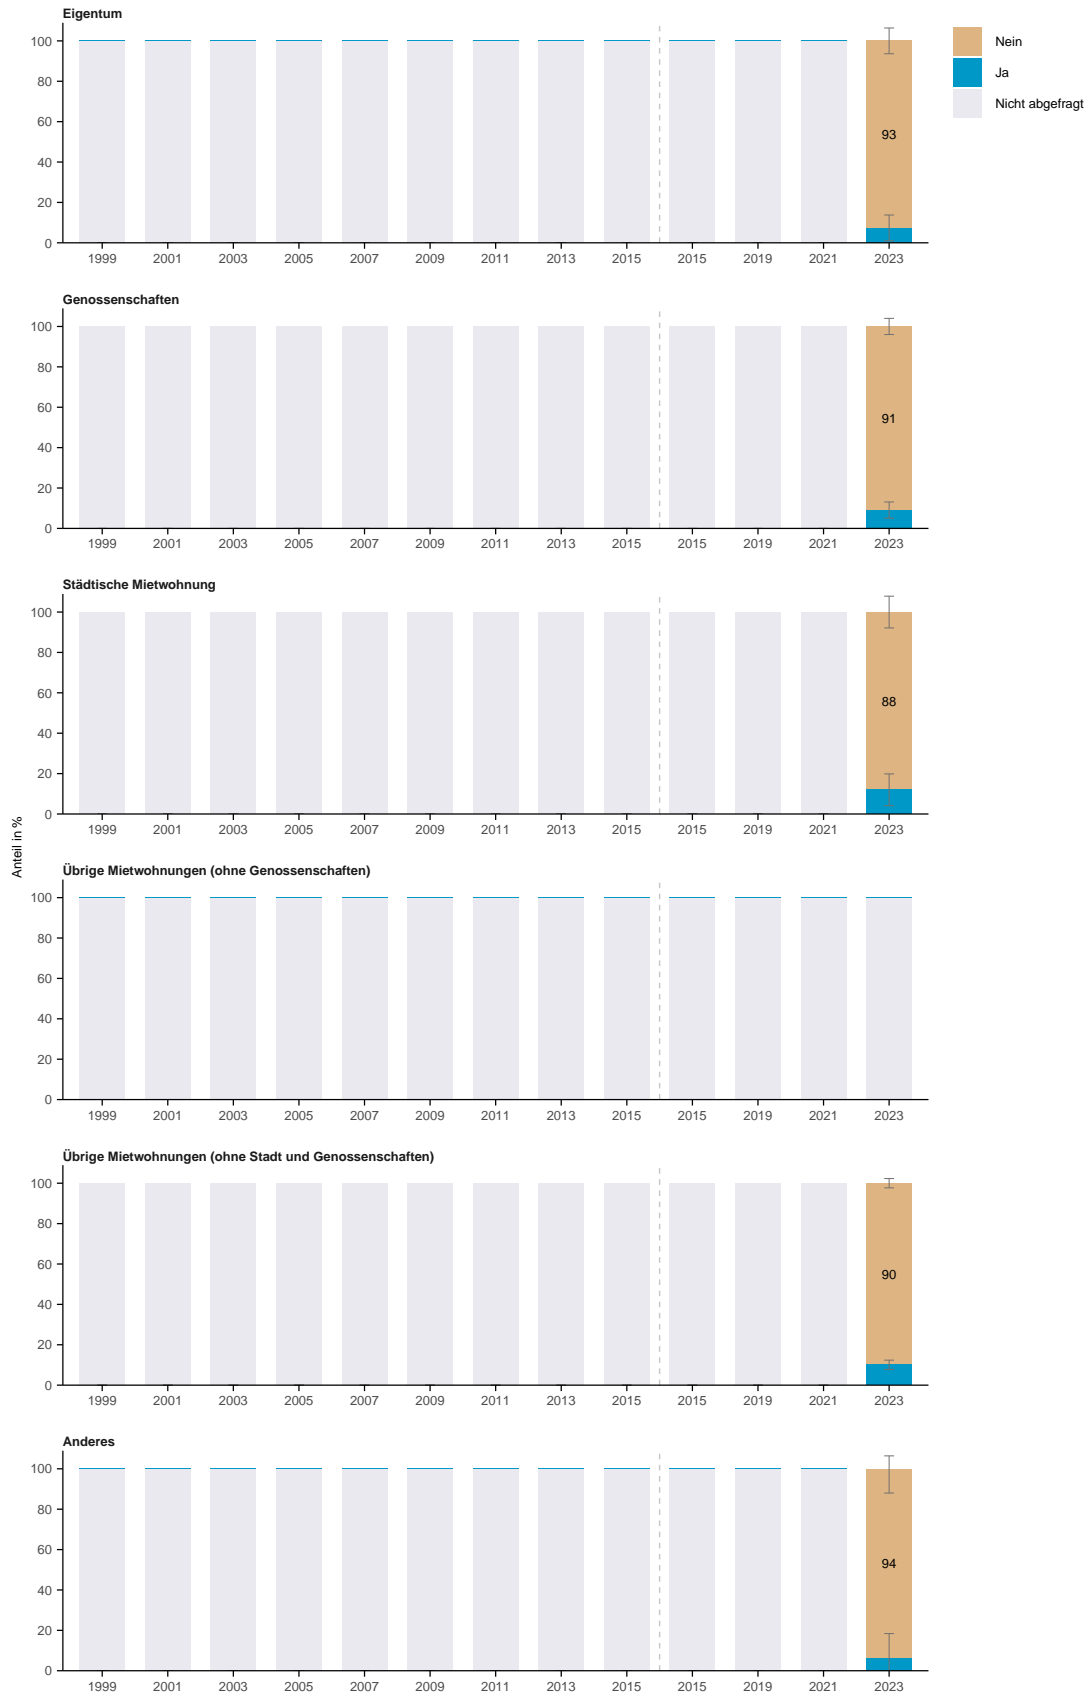 Eigentum
100
80
60
40
20
0
93
1999 2001 2003 2005 2007 2009 2011 2013 2015 2015 2019 2021 2023
Nein
Ja
Nicht abgefragt
Genossenschaften
100
80
60
40
20
0
91
1999 2001 2003 2005 2007 2009 2011 2013 2015 2015 2019 2021 2023
Städtische Mietwohnung
100
80
60
40
20
0
88
1999 2001 2003 2005 2007 2009 2011 2013 2015 2015 2019 2021 2023
Anteil in %
Übrige Mietwohnungen (ohne Genossenschaften)
100
80
60
40
20
0
1999 2001 2003 2005 2007 2009 2011 2013 2015 2015 2019 2021 2023
Übrige Mietwohnungen (ohne Stadt und Genossenschaften)
100
80
60
40
20
0
90
1999 2001 2003 2005 2007 2009 2011 2013 2015 2015 2019 2021 2023
Anderes
100
80
60
40
20
0
94
1999 2001 2003 2005 2007 2009 2011 2013 2015 2015 2019 2021 2023